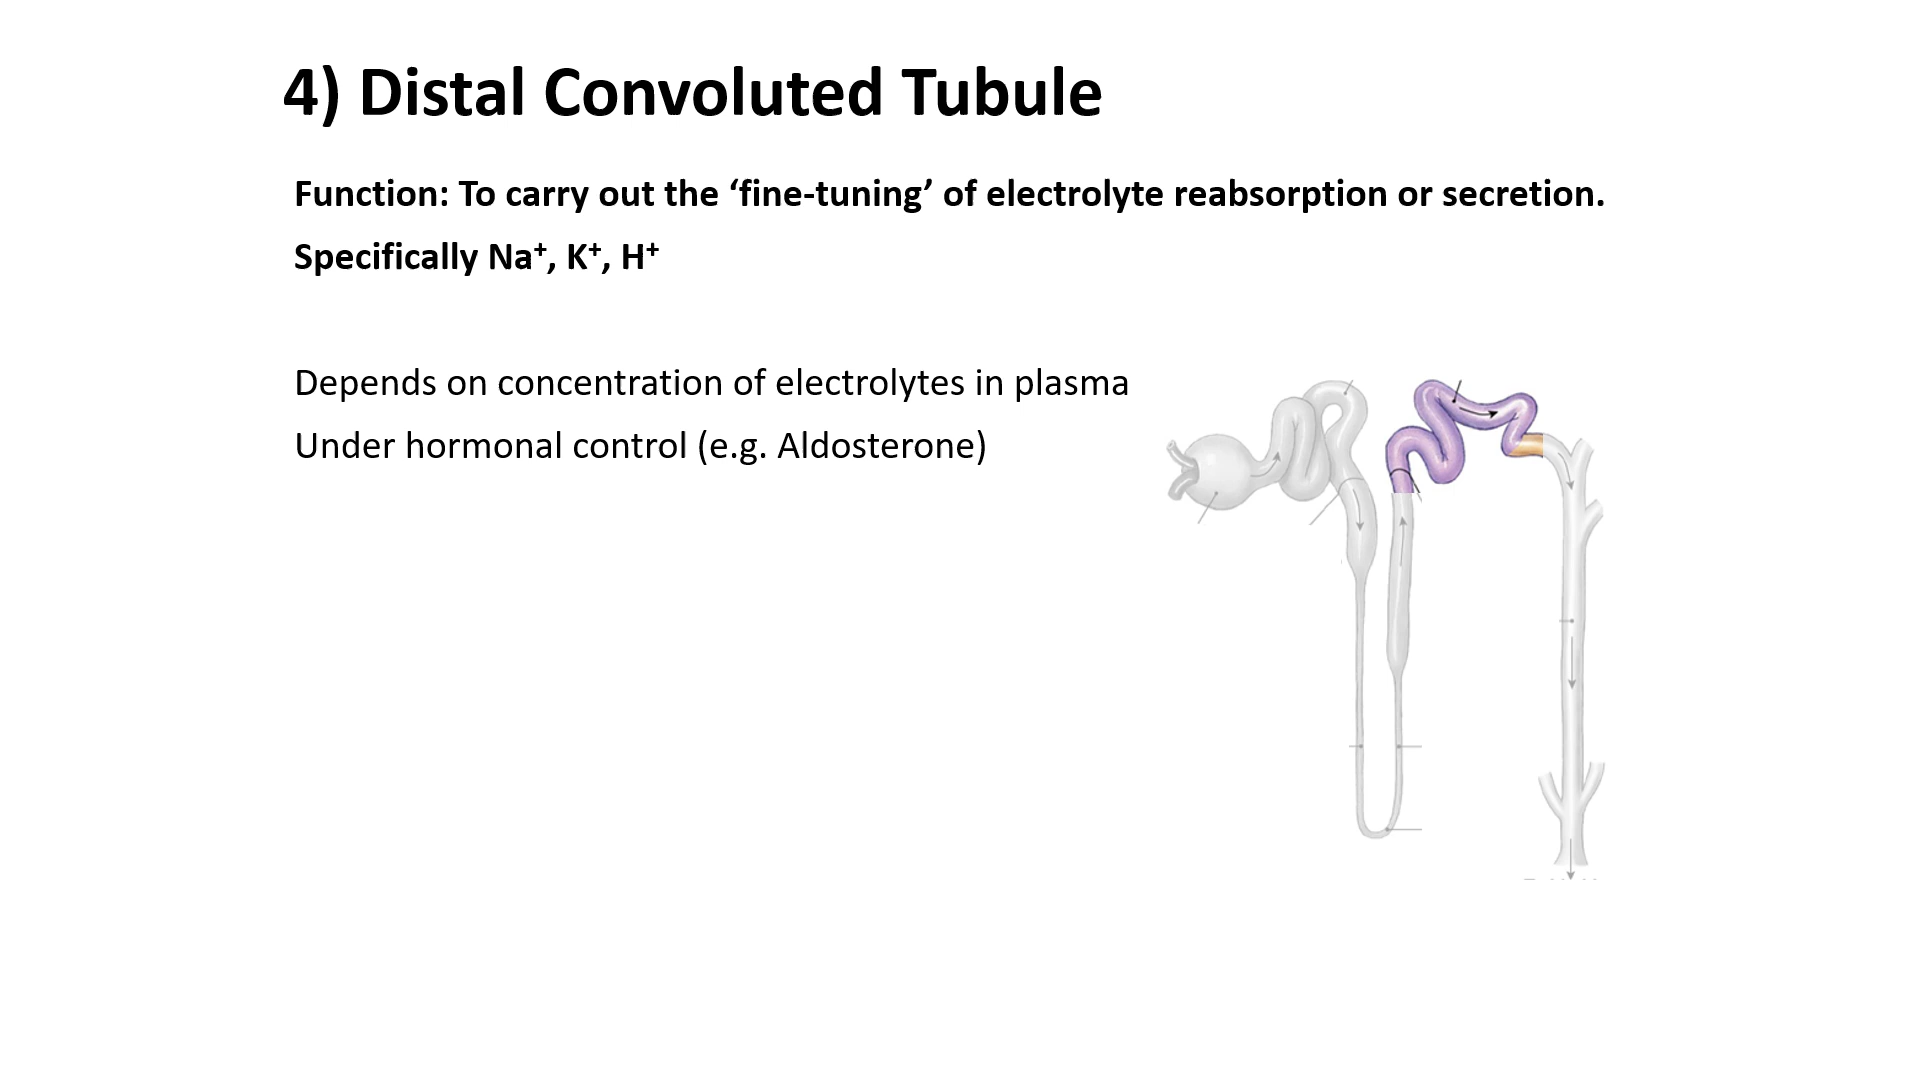 4) Distal Convoluted Tubule
Function: To carry out the ‘fine-tuning’ of electrolyte reabsorption or secretion.
Specifically Na⁺, K⁺, H⁺
Depends on concentration of electrolytes in plasma
Under hormonal control (e.g. Aldosterone)